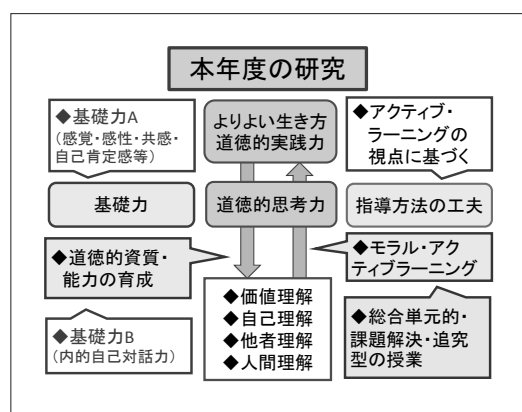 本年度の研究
◆基礎力A
(感覚・感性・共感・
自己肯定感等)
よりよい生き方
道徳的実践力
◆アクティブ・
ラーニングの
視点に基づく
基礎力
道徳的思考力
指導方法の工夫
◆道徳的資質・
能力の育成
◆モラル・アク
ティブラーニング
◆価値理解
◆自己理解
◆他者理解
◆人間理解
◆基礎力B
(内的自己対話力)
◆総合単元的・
課題解決・追究
型の授業